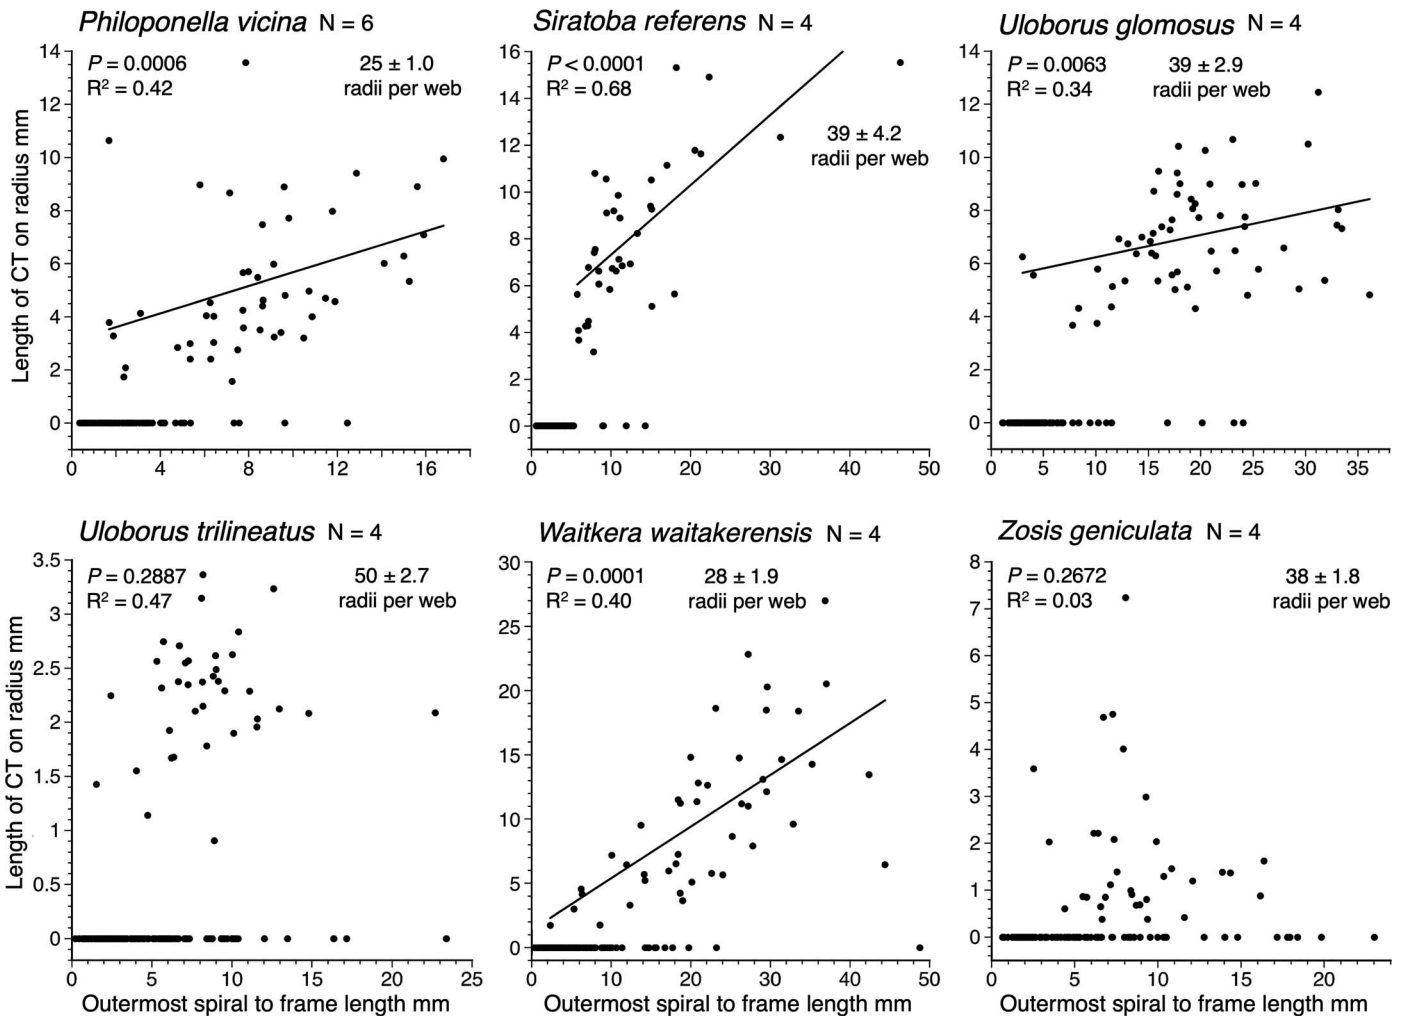 Philoponella vicina N = 6
P = 0.0006
R² = 0.42
25 ± 1.0
radii per web
Length of CT on radius mm
14
12
10
8
6
4
2
0
0 4 8 12 16
Siratoba referens N = 4
P < 0.0001
R² = 0.68
39 ± 4.2
radii per web
16
14
12
10
8
6
4
2
0
0 10 20 30 40 50
Uloborus glomosus N = 4
P = 0.0063
R² = 0.34
39 ± 2.9
radii per web
14
12
10
8
6
4
2
0
0 5 10 15 20 25 30 35
Uloborus trilineatus N = 4
P = 0.2887
R² = 0.47
50 ± 2.7
radii per web
Length of CT on radius mm
3.5
3
2.5
2
1.5
1
0.5
0
0 5 10 15 20 25
Outermost spiral to frame length mm
Waitkera waitakerensis N = 4
P = 0.0001
R² = 0.40
28 ± 1.9
radii per web
30
25
20
15
10
5
0
0 10 20 30 40 50
Outermost spiral to frame length mm
Zosis geniculata N = 4
P = 0.2672
R² = 0.03
38 ± 1.8
radii per web
8
7
6
5
4
3
2
1
0
0 5 10 15 20
Outermost spiral to frame length mm